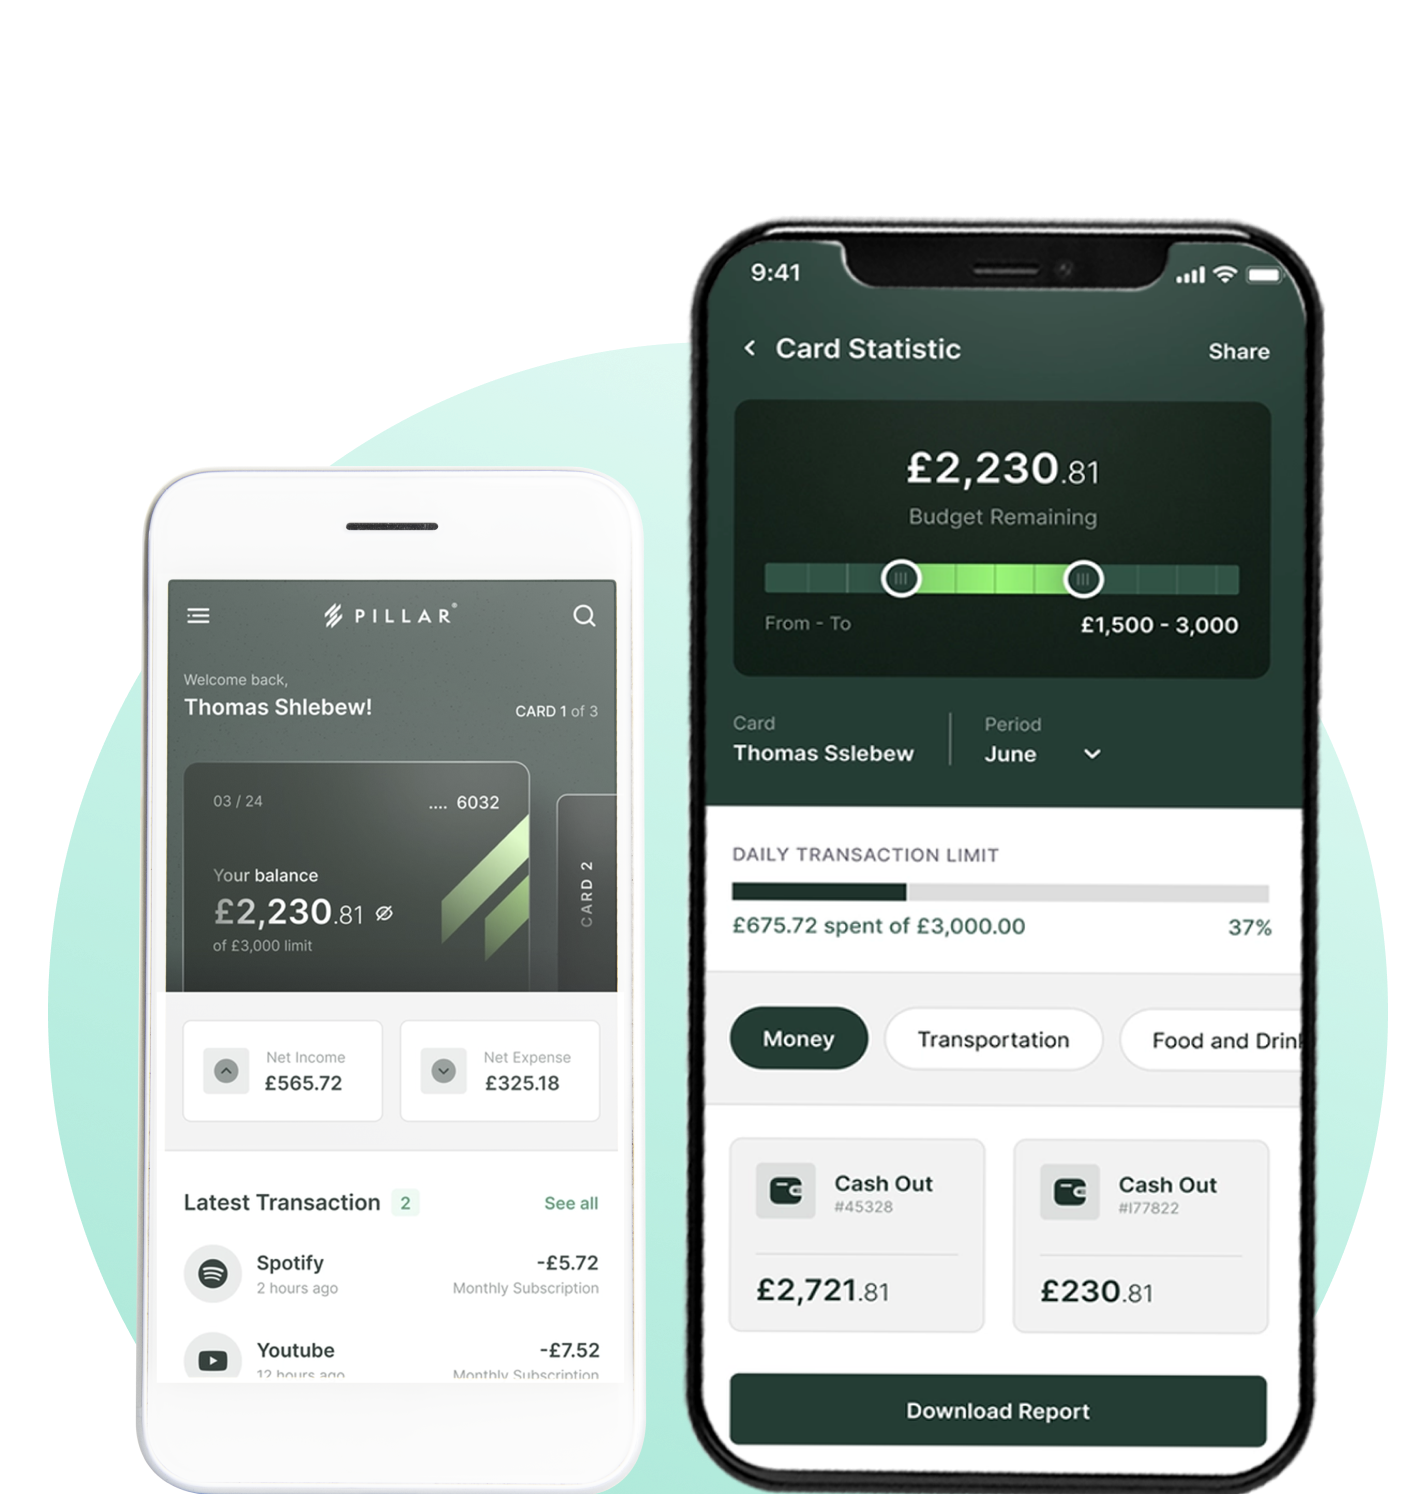 PILLAR®
Welcome back,
Thomas Shlebew!
CARD 1 of 3
03 / 24
.... 6032
Your balance
£2,230.81
of £3,000 limit
CARD 2
Net Income
£565.72
Net Expense
£325.18
Latest Transaction 2
See all
Spotify
-£5.72
2 hours ago
Monthly Subscription
Youtube
-£7.52
12 hours ago
Monthly Subscription
9:41
Card Statistic
Share
£2,230.81
Budget Remaining
From - To
£1,500 - 3,000
Card
Thomas Sslebew
Period
June
DAILY TRANSACTION LIMIT
£675.72 spent of £3,000.00
37%
Money
Transportation
Food and Drink
Cash Out
#45328
£2,721.81
Cash Out
#I77822
£230.81
Download Report